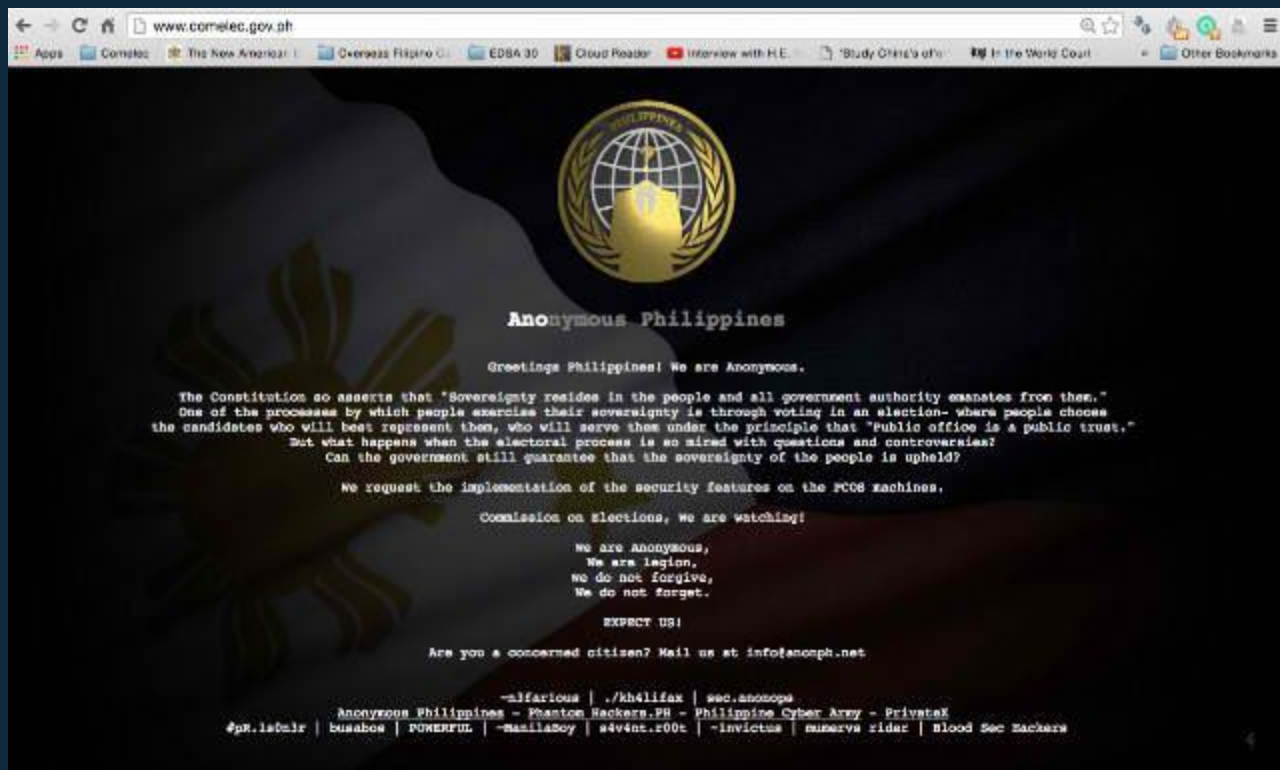 www.comelec.gov.ph
Apps Comelec The New American Overseas Filipino EDSA 30 Cloud Reader Interview with H.E. "Study China's In the World Court » Other Bookmarks
PHILIPPINES
Anonymous Philippines
Greetings Philippines! We are Anonymous.
The Constitution so asserts that "Sovereignty resides in the people and all government authority emanates from them."
One of the processes by which people exercise their sovereignty is through voting in an election- where people choose
the candidates who will best represent them, who will serve them under the principle that "Public office is a public trust."
But what happens when the electoral process is so mired with questions and controversies?
Can the government still guarantee that the sovereignty of the people is upheld?
We request the implementation of the security features on the PCOS machines.
Commission on Elections, We are watching!
We are Anonymous,
We are legion,
We do not forgive,
We do not forget.
EXPECT US!
Are you a concerned citizen? Mail us at info@anonph.net
~n3far1ous | ./kh4lifax | sec.anonops
Anonymous Philippines - Phantom Hackers.PH - Philippine Cyber Army - PrivateX
#pR.1s0n3r | busabos | POWERFUL | ~ManilaBoy | s4v4nt.r00t | ~invictus | rider | Blood Sec Hackers